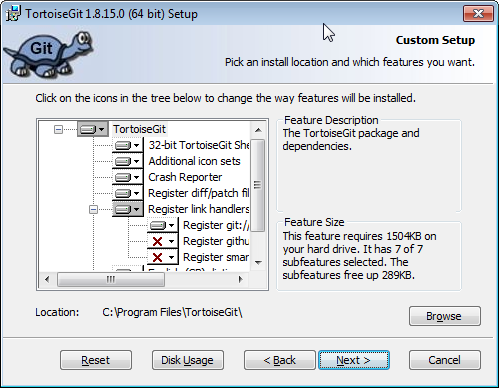 TortoiseGit 1.8.15.0 (64 bit) Setup
Git
Custom Setup
Pick an install location and which features you want.
Click on the icons in the tree below to change the way features will be installed.
TortoiseGit
32-bit TortoiseGit She
Additional icon sets
Crash Reporter
Register diff/patch fil
Register link handlers
Register git://
Register githu
Register smar
Feature Description
The TortoiseGit package and
dependencies.
Feature Size
This feature requires 1504KB on
your hard drive. It has 7 of 7
subfeatures selected. The
subfeatures free up 289KB.
Location: C:\Program Files\TortoiseGit\
Browse
Reset
Disk Usage
< Back
Next >
Cancel